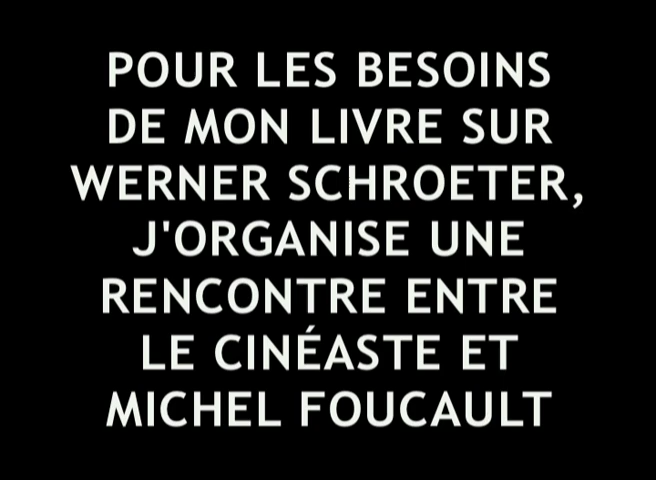 POUR LES BESOINS
DE MON LIVRE SUR
WERNER SCHROETER,
J'ORGANISE UNE
RENCONTRE ENTRE
LE CINÉASTE ET
MICHEL FOUCAULT